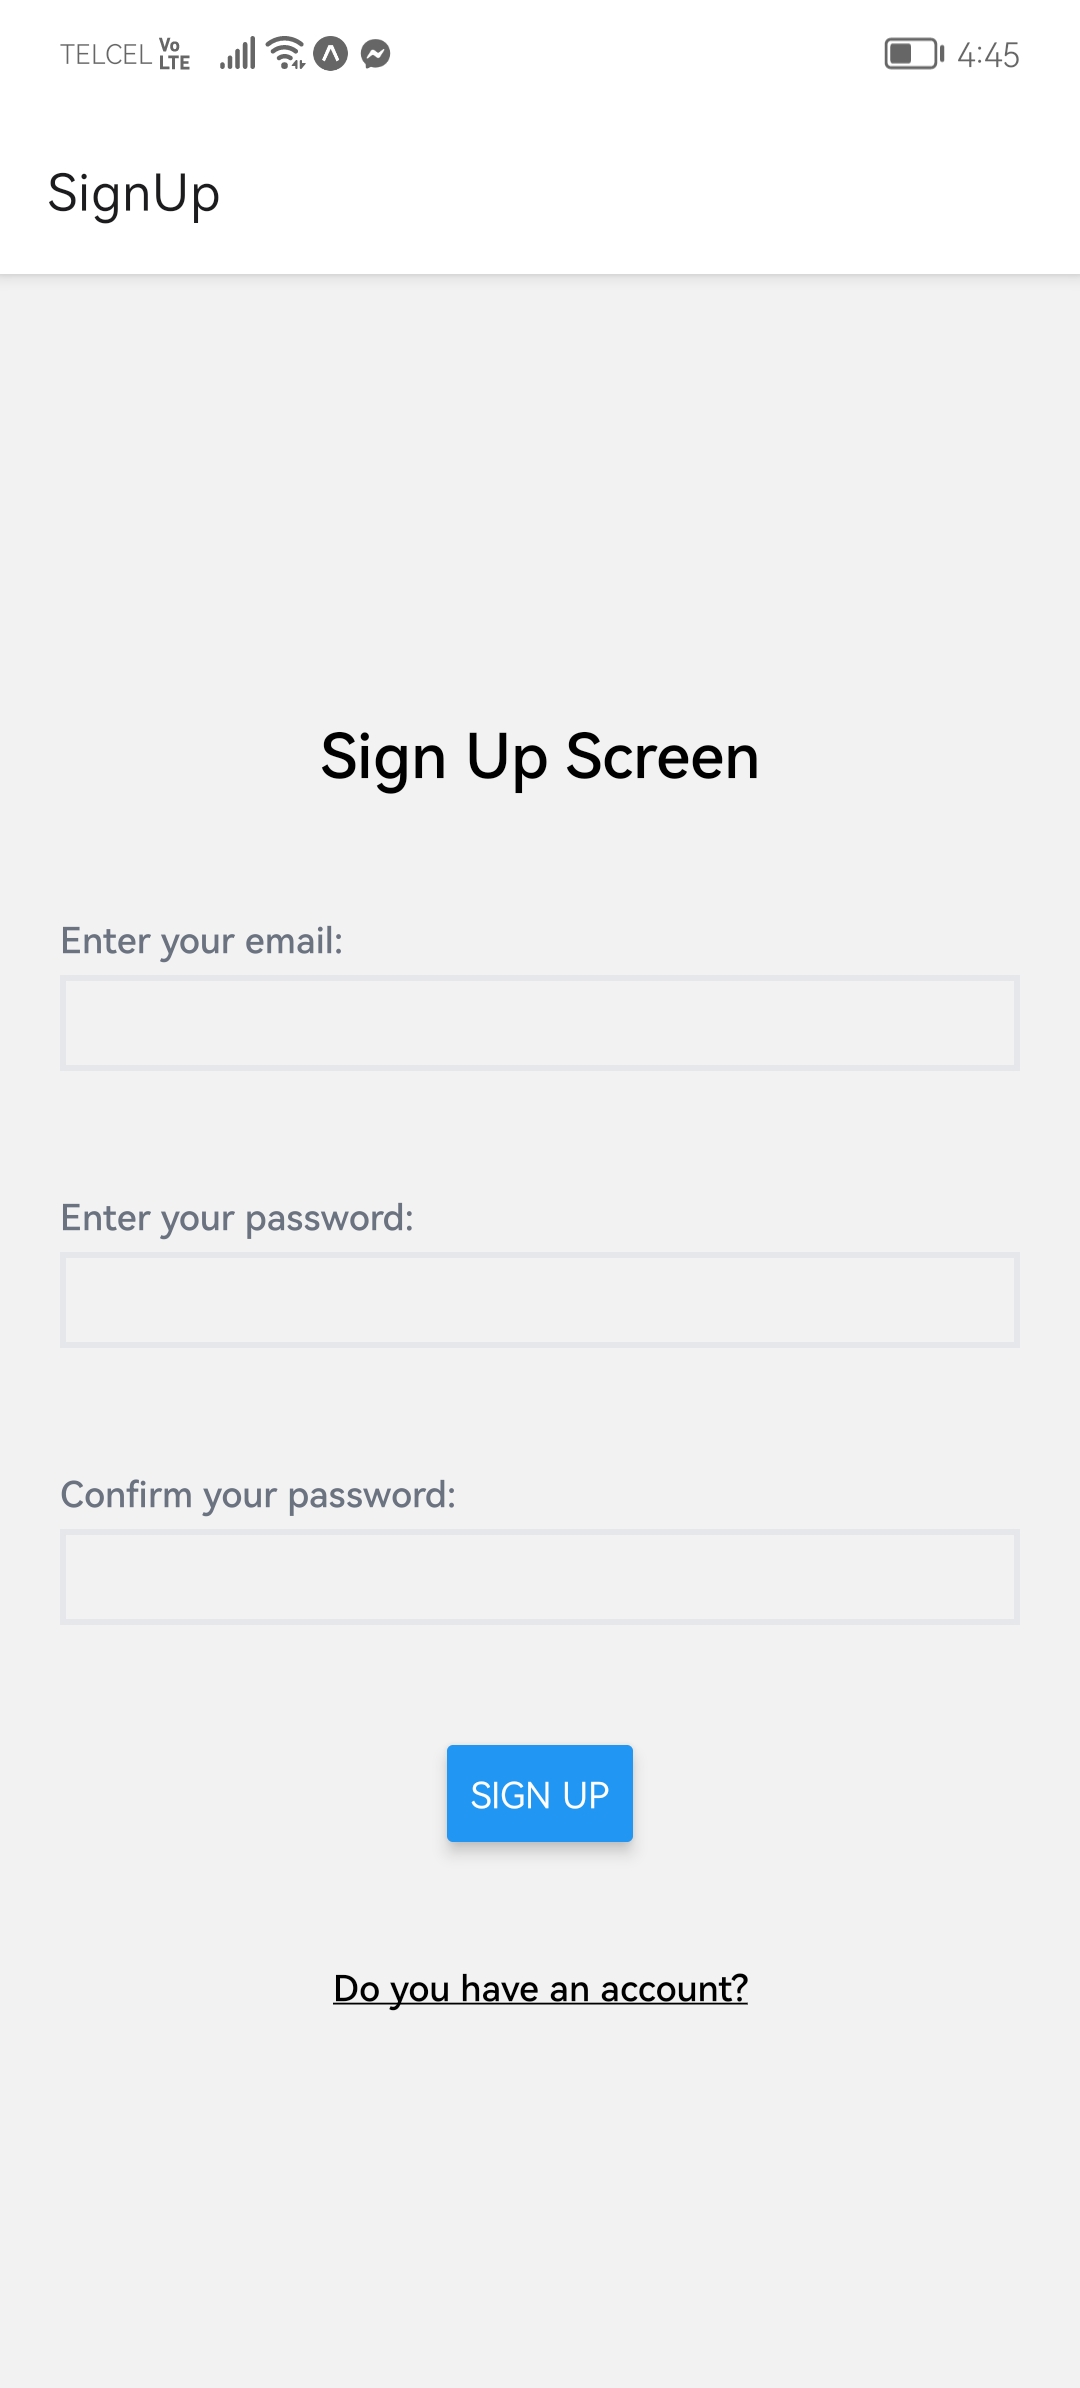 TELCEL Vo LTE 4:45
SignUp
Sign Up Screen
Enter your email:
Enter your password:
Confirm your password:
SIGN UP
Do you have an account?